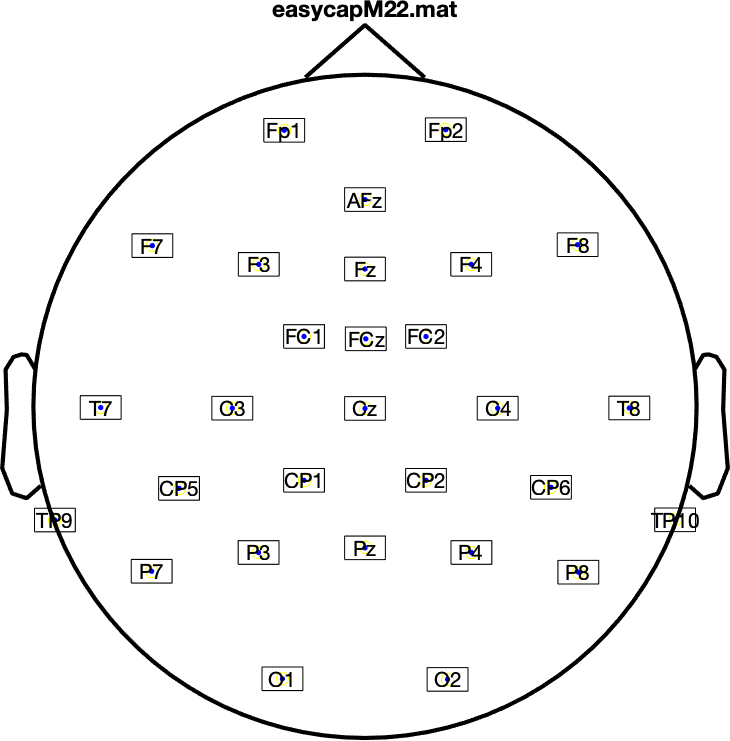 easycapM22.mat
Fp1 Fp2
AFz
F7 F8
F3 Fz F4
FC1 FCz FC2
T7 C3 Cz C4 T8
CP5 CP1 CP2 CP6
TP9 TP10
P3 Pz P4
P7 P8
O1 O2